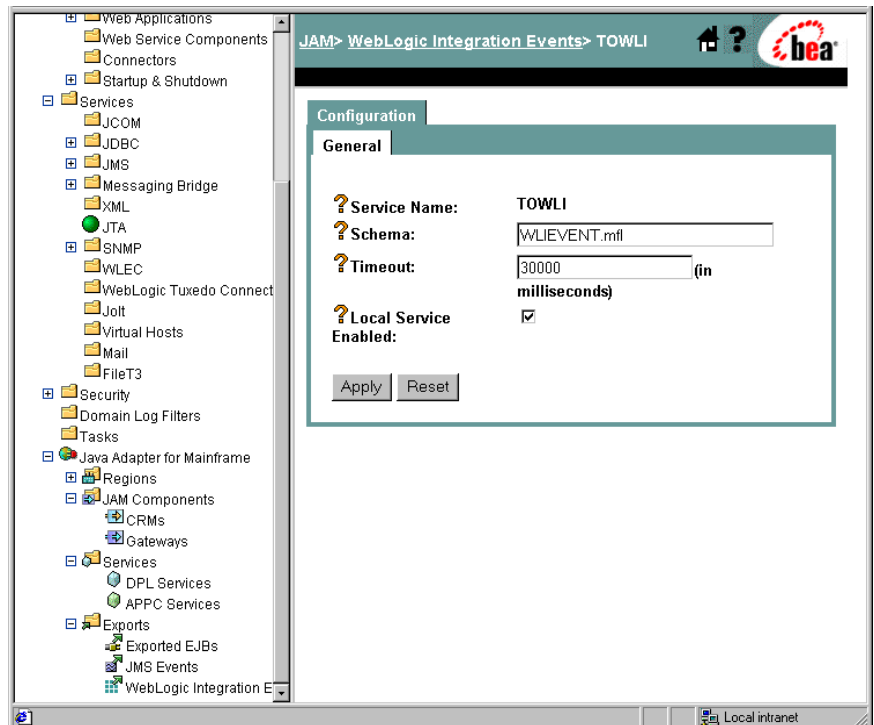 Web Applications
Web Service Components
Connectors
Startup & Shutdown
Services
JCOM
JDBC
JMS
Messaging Bridge
XML
JTA
SNMP
WLEC
WebLogic Tuxedo Connect
Jolt
Virtual Hosts
Mail
FileT3
Security
Domain Log Filters
Tasks
Java Adapter for Mainframe
Regions
JAM Components
CRMs
Gateways
Services
DPL Services
APPC Services
Exports
Exported EJBs
JMS Events
WebLogic Integration E
JAM> WebLogic Integration Events> TOWLI
?
bea
Configuration
General
? Service Name: TOWLI
? Schema: WLIEVENT.mfl
? Timeout: 30000 (in
milliseconds)
? Local Service
Enabled:
Apply Reset
Local intranet